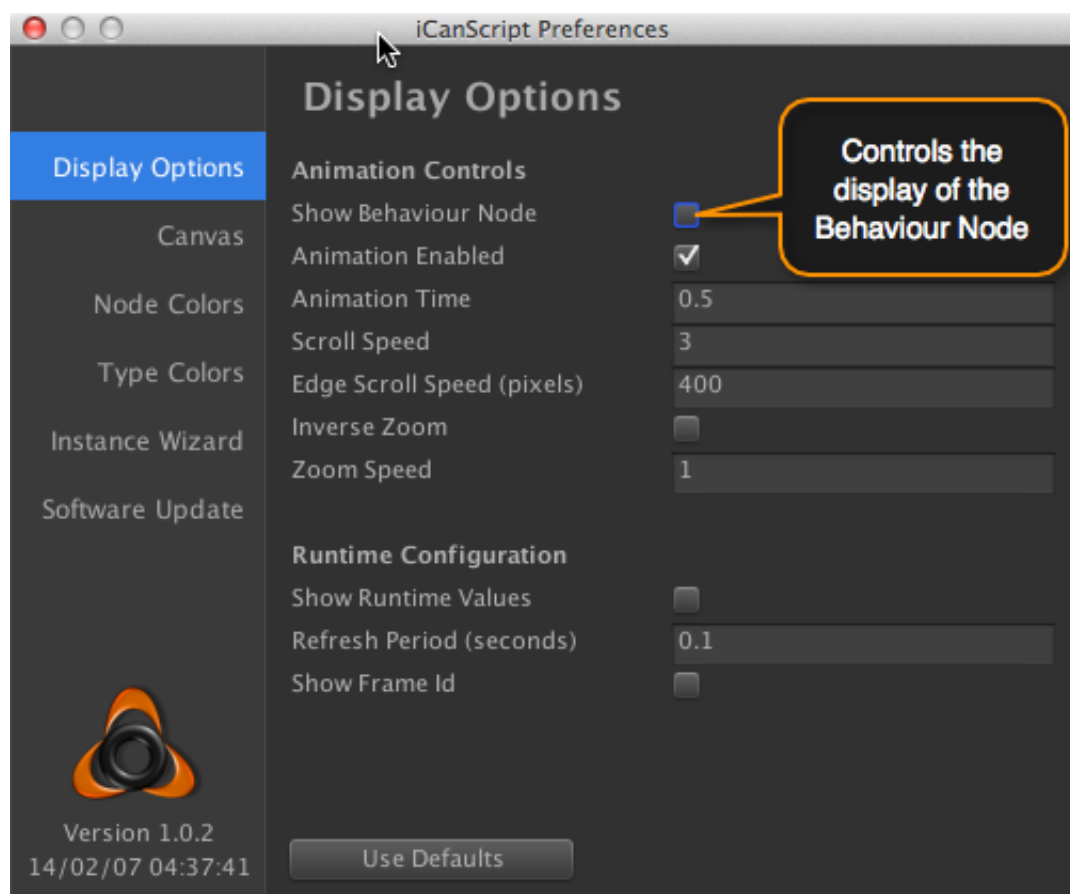 iCanScript Preferences
Display Options
Display Options
Canvas
Node Colors
Type Colors
Instance Wizard
Software Update
Version 1.0.2
14/02/07 04:37:41
Animation Controls
Show Behaviour Node
Controls the
display of the
Behaviour Node
Animation Enabled
Animation Time 0.5
Scroll Speed 3
Edge Scroll Speed (pixels) 400
Inverse Zoom
Zoom Speed 1
Runtime Configuration
Show Runtime Values
Refresh Period (seconds) 0.1
Show Frame Id
Use Defaults